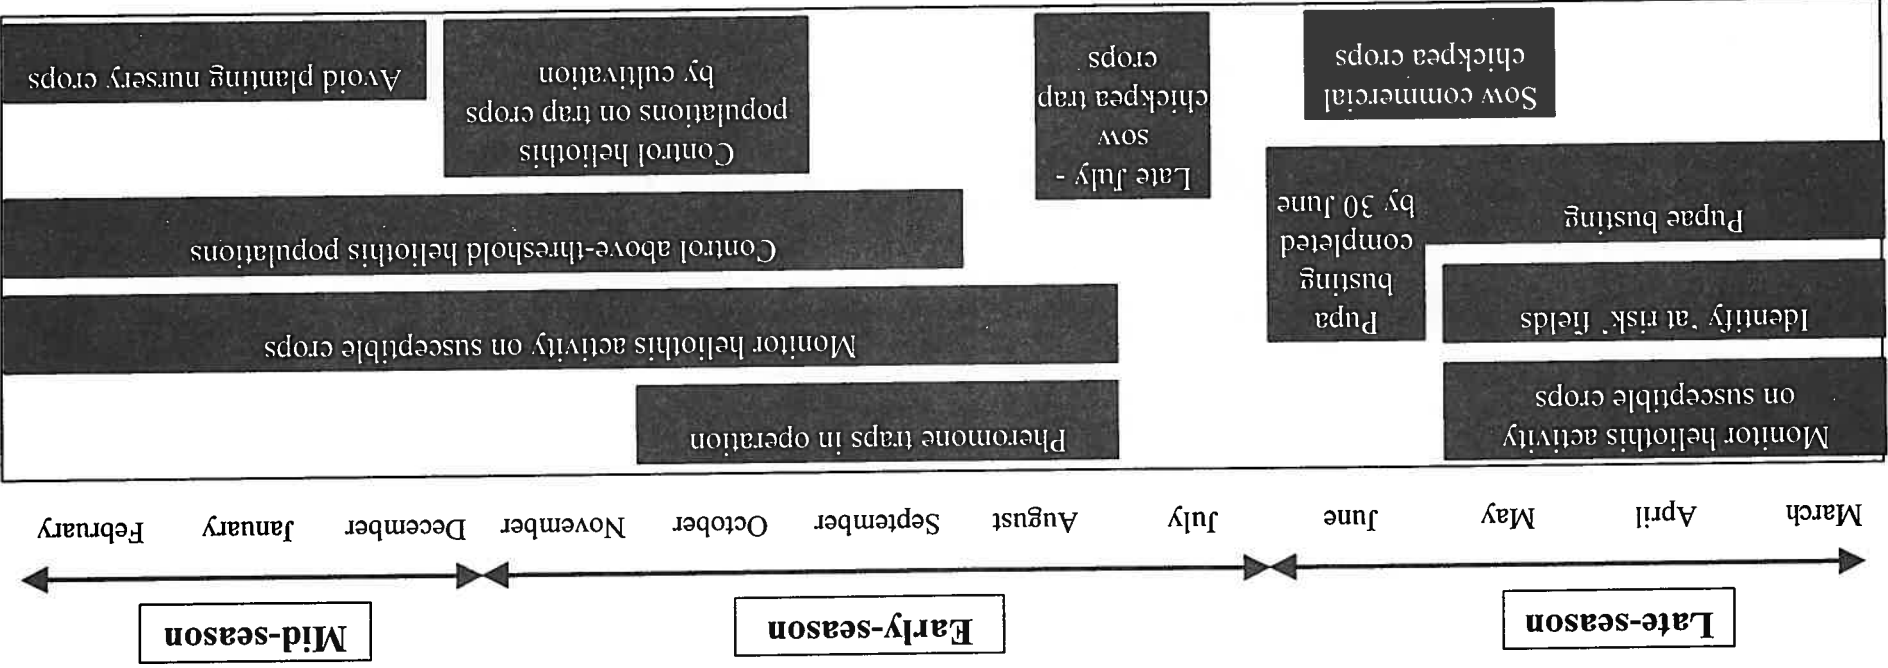 Late-season
Early-season
Mid-season
March April May June July August September October November December January February
Monitor heliothis activity
on susceptible crops
Pheromone traps in operation
Identify 'at risk' fields
Pupa
busting
completed
by 30 June
Monitor heliothis activity on susceptible crops
Pupae busting
Control above-threshold heliothis populations
Sow commercial
chickpea crops
Late July -
sow
chickpea trap
crops
Control heliothis
populations on trap crops
by cultivation
Avoid planting nursery crops